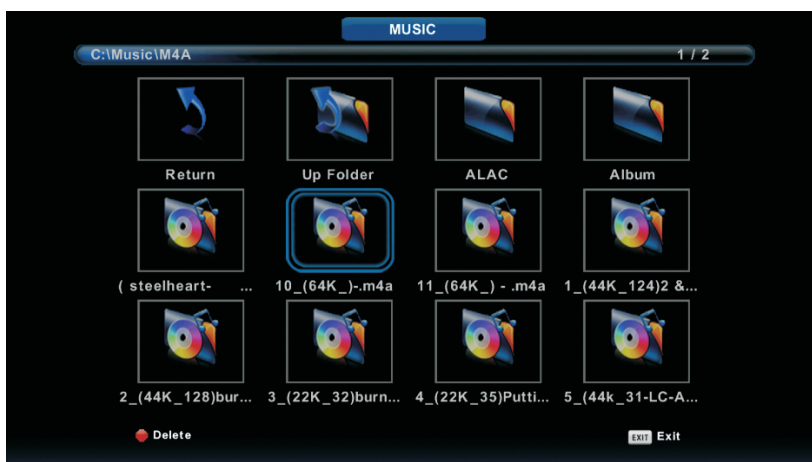 MUSIC
C:\Music\M4A 1 / 2
Return Up Folder ALAC Album
( steelheart- ... 10_(64K_)-.m4a 11_(64K_) - .m4a 1_(44K_124)2 &...
2_(44K_128)bur... 3_(22K_32)burn... 4_(22K_35)Putti... 5_(44k_31-LC-A...
Delete EXIT Exit